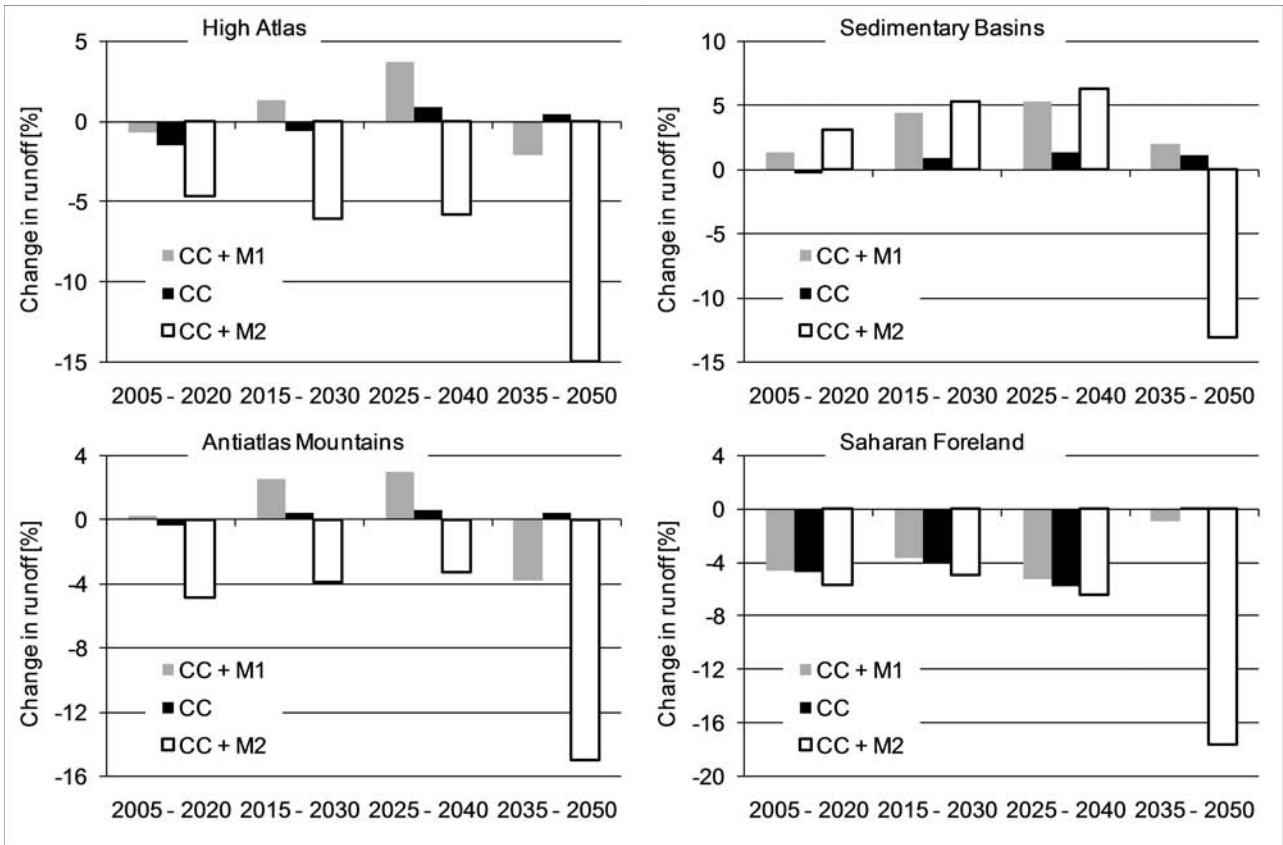 High Atlas
Change in runoff [%]
5
0
-5
-10
-15
CC + M1
CC
CC + M2
2005 - 2020 2015 - 2030 2025 - 2040 2035 - 2050
Sedimentary Basins
Change in runoff [%]
10
5
0
-5
-10
-15
CC + M1
CC
CC + M2
2005 - 2020 2015 - 2030 2025 - 2040 2035 - 2050
Antiatlas Mountains
Change in runoff [%]
4
0
-4
-8
-12
-16
CC + M1
CC
CC + M2
2005 - 2020 2015 - 2030 2025 - 2040 2035 - 2050
Saharan Foreland
Change in runoff [%]
4
0
-4
-8
-12
-16
-20
CC + M1
CC
CC + M2
2005 - 2020 2015 - 2030 2025 - 2040 2035 - 2050